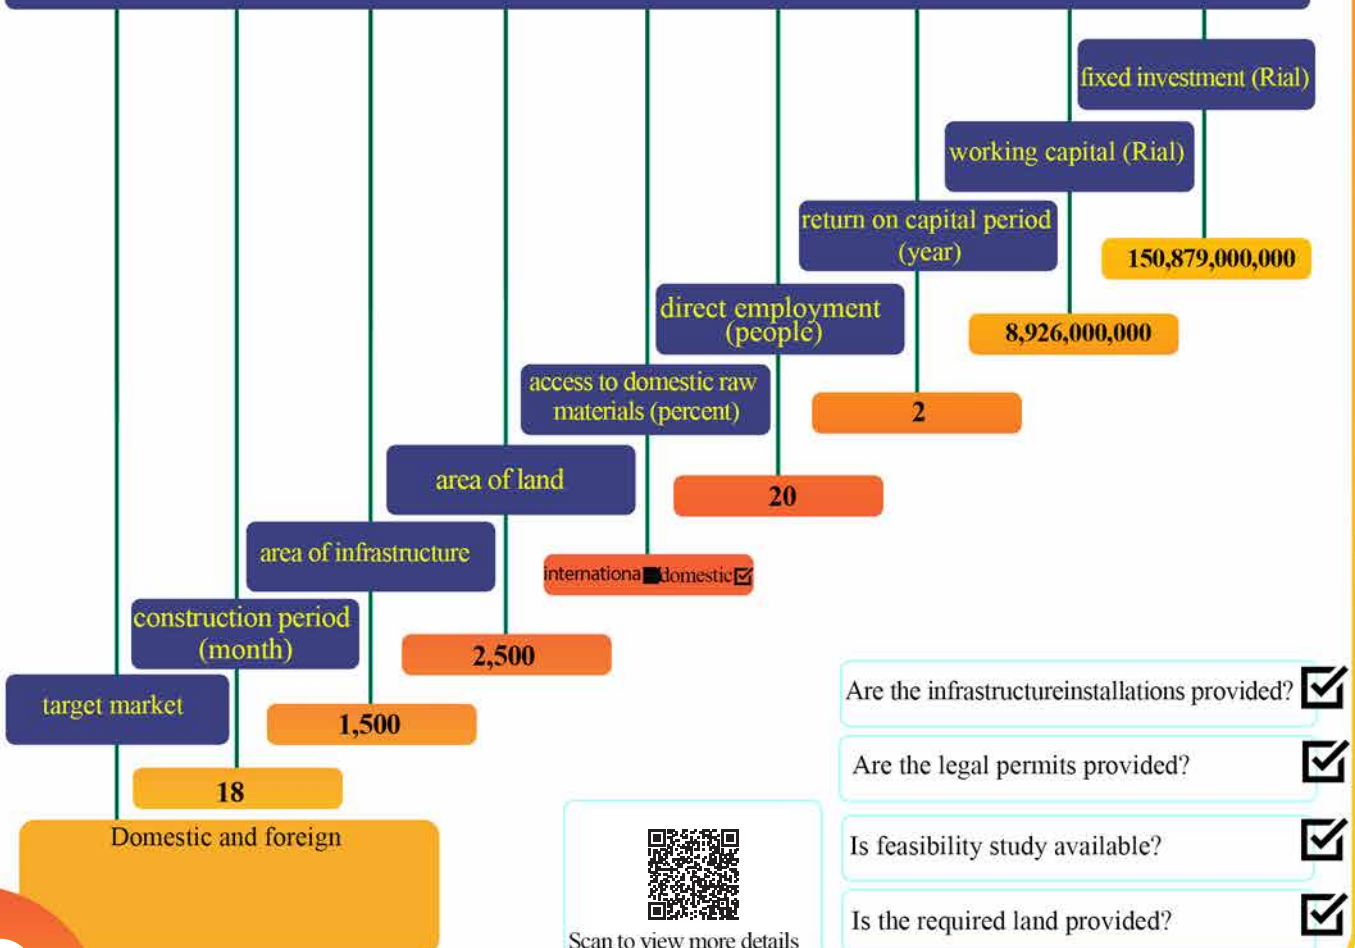 fixed investment (Rial)
150,879,000,000
working capital (Rial)
8,926,000,000
return on capital period
(year)
2
direct employment
(people)
20
access to domestic raw
materials (percent)
internationa domestic
area of land
2,500
area of infrastructure
1,500
construction period
(month)
18
target market
Domestic and foreign
Are the infrastructureinstallations provided?
Are the legal permits provided?
Is feasibility study available?
Is the required land provided?
Scan to view more details